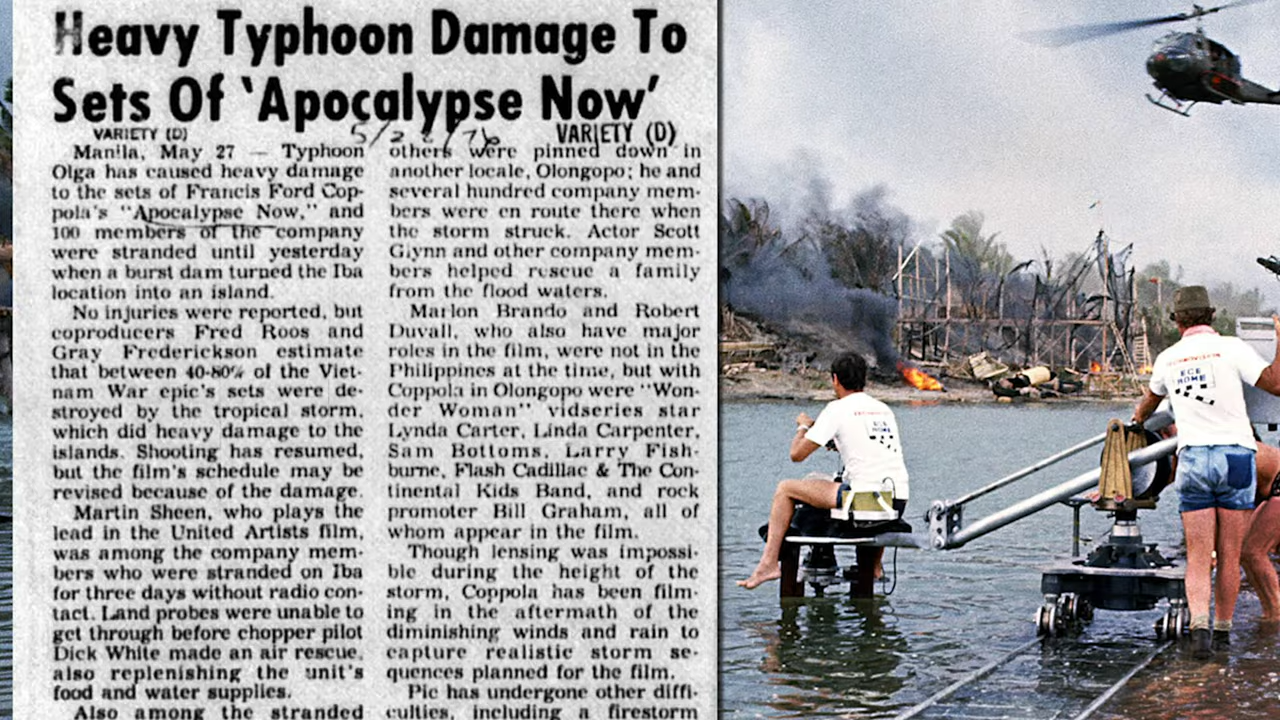 Heavy Typhoon Damage To
Sets Of 'Apocalypse Now'
VARIETY (D)
VARIETY (D)
Manila, May 27 — Typhoon
Olga has caused heavy damage
to the sets of Francis Ford Cop-
pola's "Apocalypse Now," and
100 members of the company
were stranded until yesterday
when a burst dam turned the Iba
location into an island.
No injuries were reported, but
coproducers Fred Roos and
Gray Frederickson estimate
that between 40-80% of the Viet-
nam War epic's sets were de-
stroyed by the tropical storm,
which did heavy damage to the
islands. Shooting has resumed,
but the film's schedule may be
revised because of the damage.
Martin Sheen, who plays the
lead in the United Artists film,
was among the company mem-
bers who were stranded on Iba
for three days without radio con-
tact. Land probes were unable to
get through before chopper pilot
Dick White made an air rescue,
also replenishing the unit's
food and water supplies.
Also among the stranded
others were pinned down in
another locale, Olongopo; he and
several hundred company mem-
bers were en route there when
the storm struck. Actor Scott
Glynn and other company mem-
bers helped rescue a family
from the flood waters.
Marlon Brando and Robert
Duvall, who also have major
roles in the film, were not in the
Philippines at the time, but with
Coppola in Olongopo were "Won-
der Woman" vidseries star
Lynda Carter, Linda Carpenter,
Sam Bottoms, Larry Fish-
burne, Flash Cadillac & The Con-
tinental Kids Band, and rock
promoter Bill Graham, all of
whom appear in the film.
Though lensing was impossi-
ble during the height of the
storm, Coppola has been film-
ing in the aftermath of the
diminishing winds and rain to
capture realistic storm se-
quences planned for the film.
Pic has undergone other diffi-
culties, including a firestorm
ECE
HOME